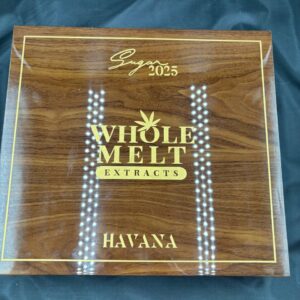 Sugar
2025
WHOLE
MELT
EXTRACTS
HAVANA